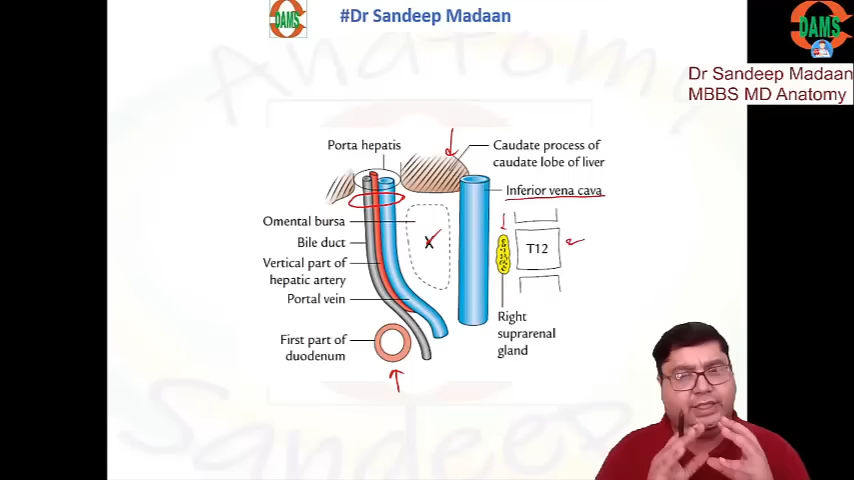 DAMS
#Dr Sandeep Madaan
DAMS
Dr Sandeep Madaan
MBBS MD Anatomy
Anatomy
Porta hepatis
Caudate process of
caudate lobe of liver
Inferior vena cava
Omental bursa
Bile duct
X
T12
Vertical part of
hepatic artery
Portal vein
Right
suprarenal
gland
First part of
duodenum
Sandeep